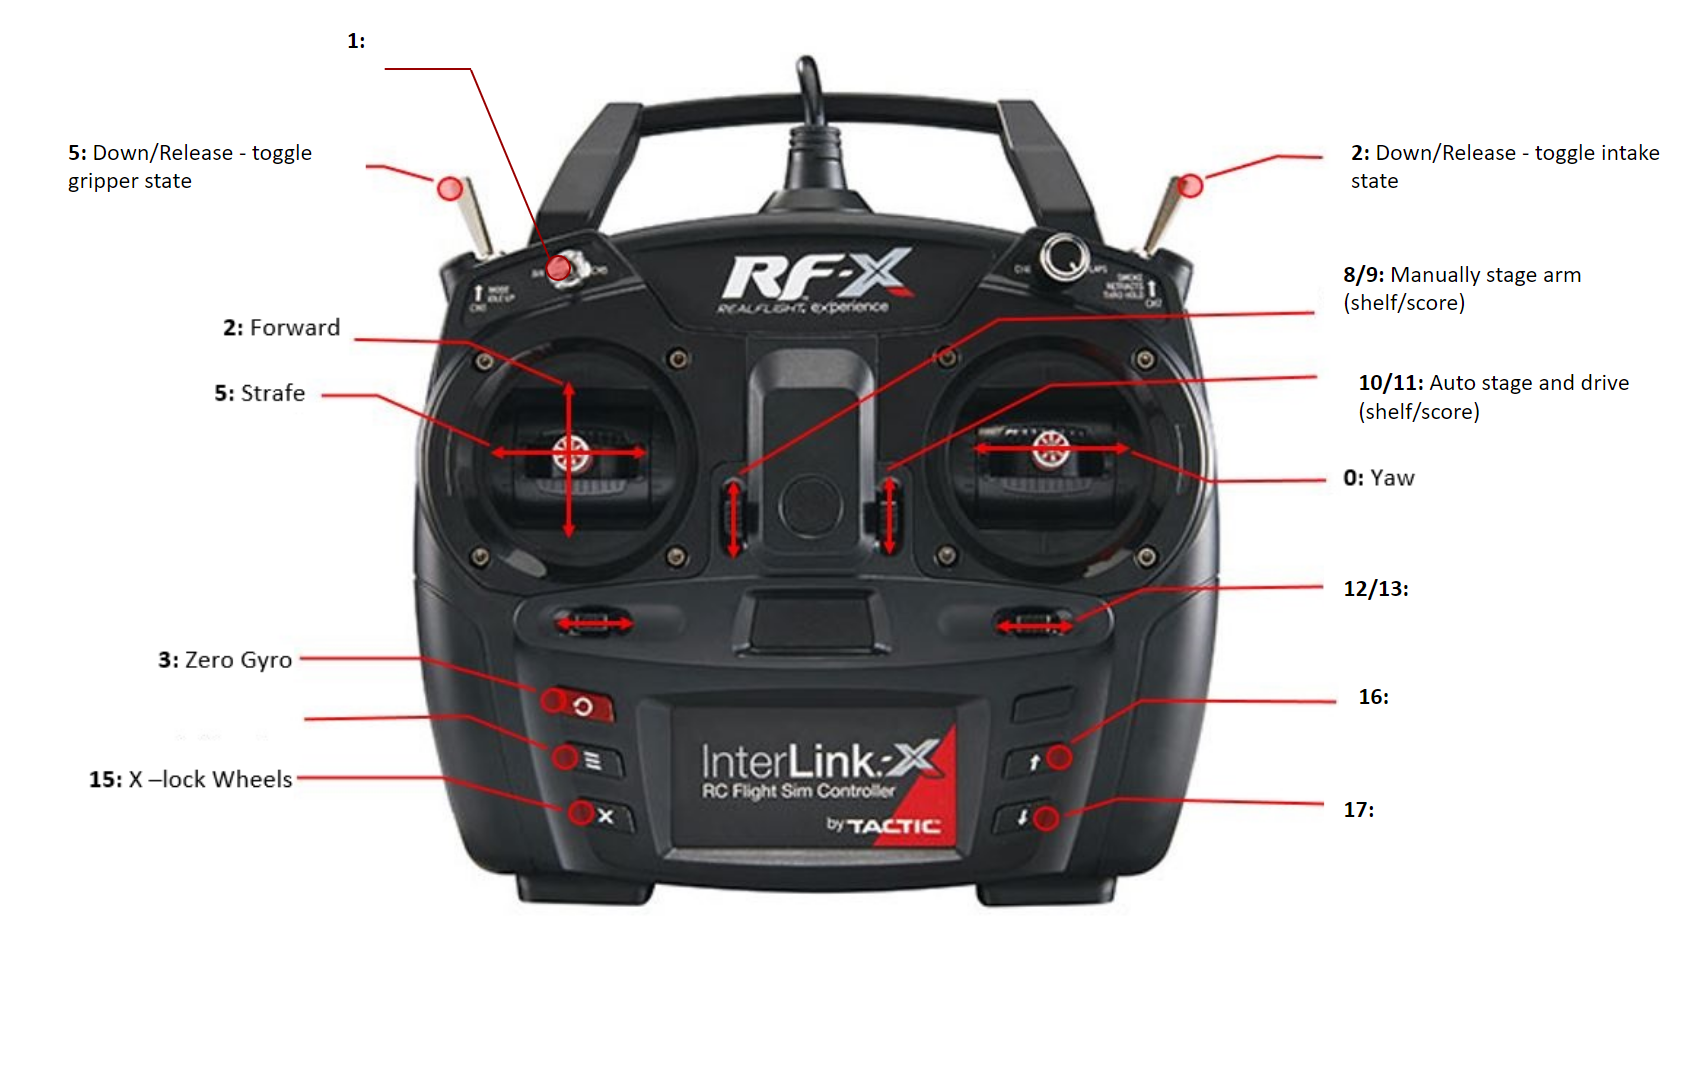 1:
5: Down/Release - toggle
gripper state
2: Down/Release - toggle intake
state
8/9: Manually stage arm
(shelf/score)
RF-X
REALFLIGHT experience
2: Forward
5: Strafe
10/11: Auto stage and drive
(shelf/score)
0: Yaw
12/13:
3: Zero Gyro
16:
15: X –lock Wheels
17:
InterLink-X
RC Flight Sim Controller
by TACTIC